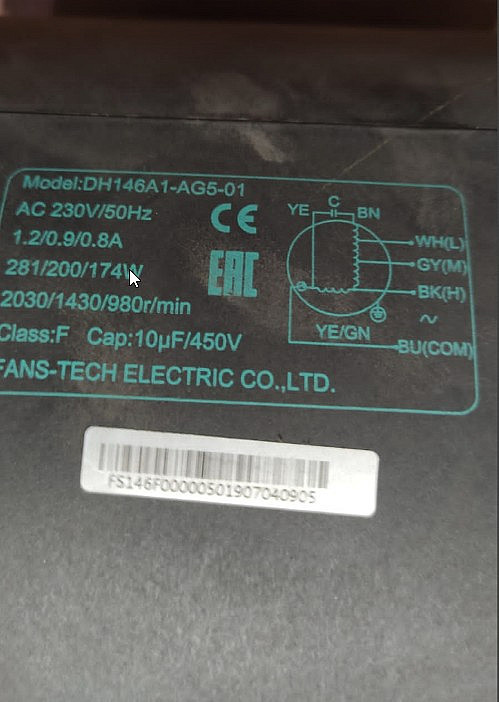 Model:DH146A1-AG5-01
AC 230V/50Hz
1.2/0.9/0.8A
281/200/174W
2030/1430/980r/min
Class:F Cap:10µF/450V
FANS-TECH ELECTRIC CO.,LTD.
CE
EAC
C
YE
BN
WH(L)
GY(M)
BK(H)
~
YE/GN
BU(COM)
FS146F00000501907040905